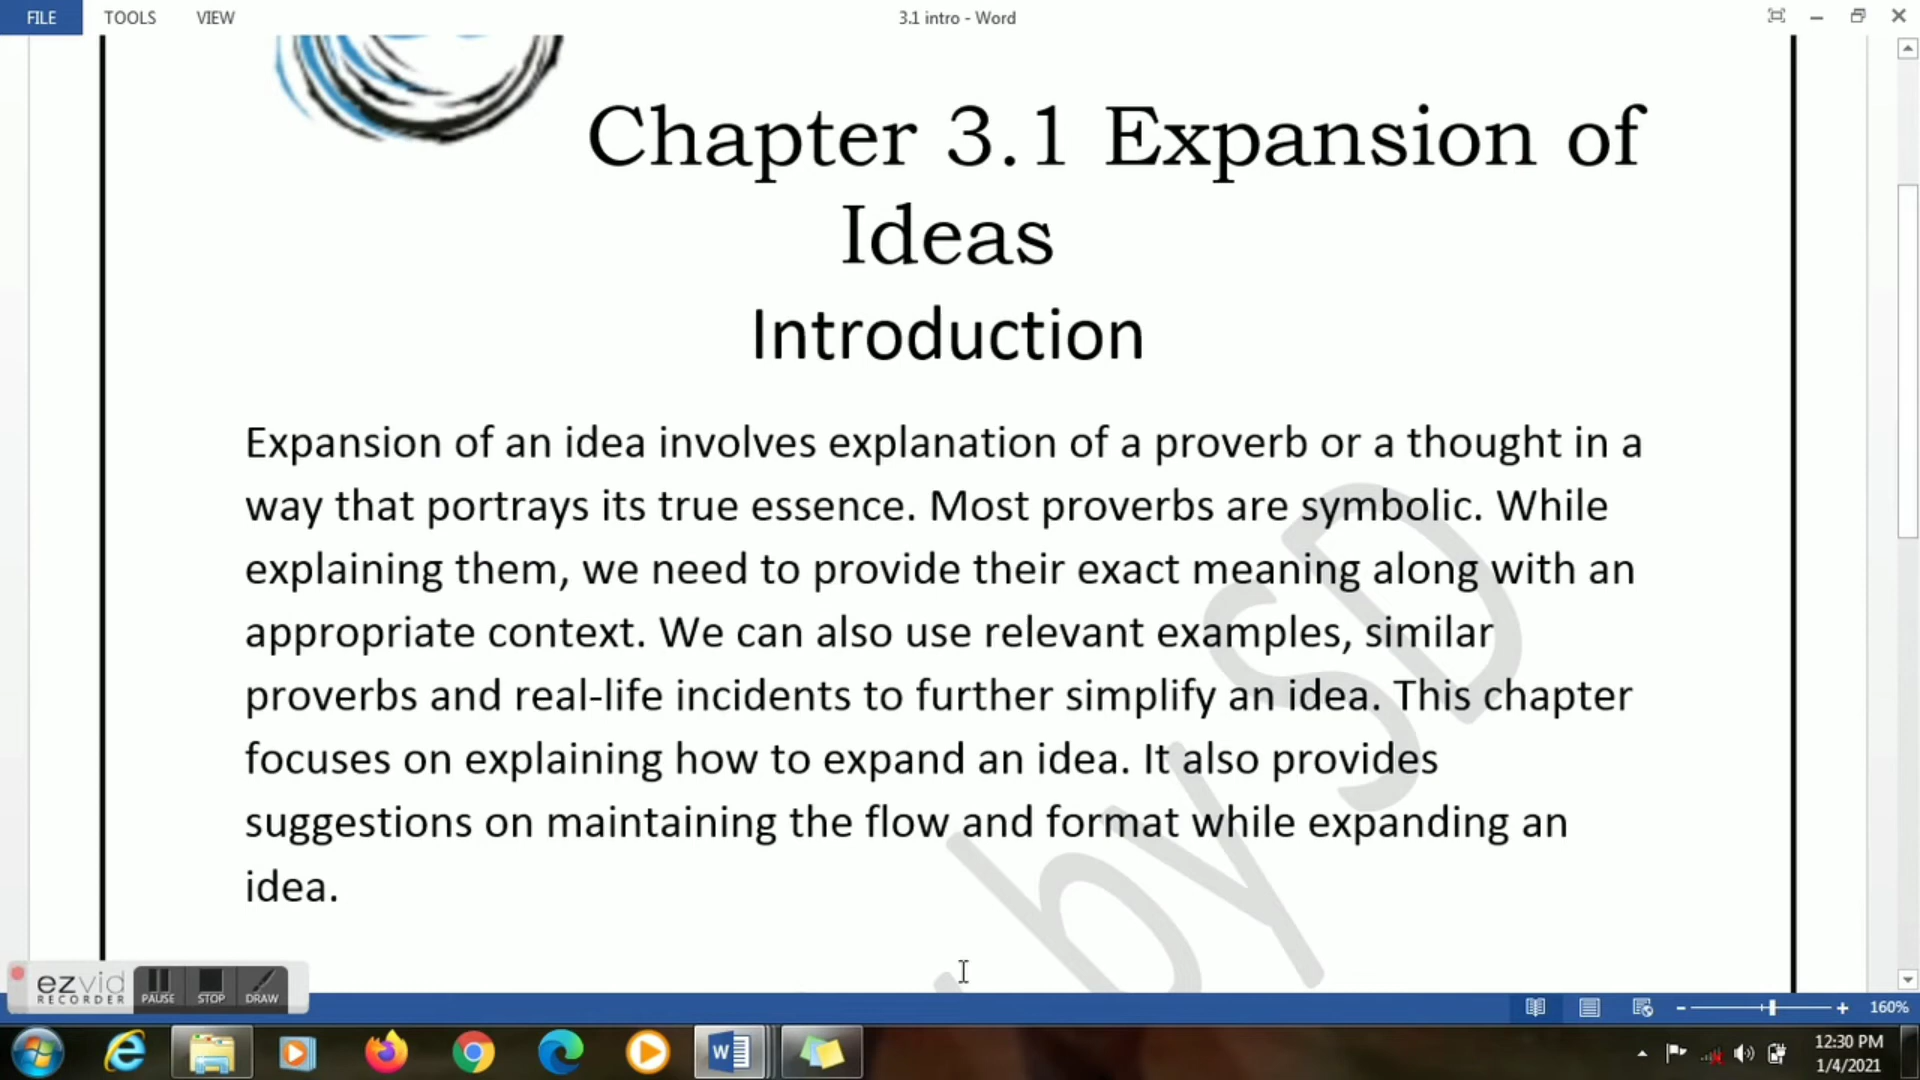 FILE TOOLS VIEW 3.1 intro - Word
Chapter 3.1 Expansion of
Ideas
Introduction
Expansion of an idea involves explanation of a proverb or a thought in a
way that portrays its true essence. Most proverbs are symbolic. While
explaining them, we need to provide their exact meaning along with an
appropriate context. We can also use relevant examples, similar
proverbs and real-life incidents to further simplify an idea. This chapter
focuses on explaining how to expand an idea. It also provides
suggestions on maintaining the flow and format while expanding an
idea.
by SD
ezvid
RECORDER
PAUSE STOP DRAW
160%
12:30 PM
1/4/2021